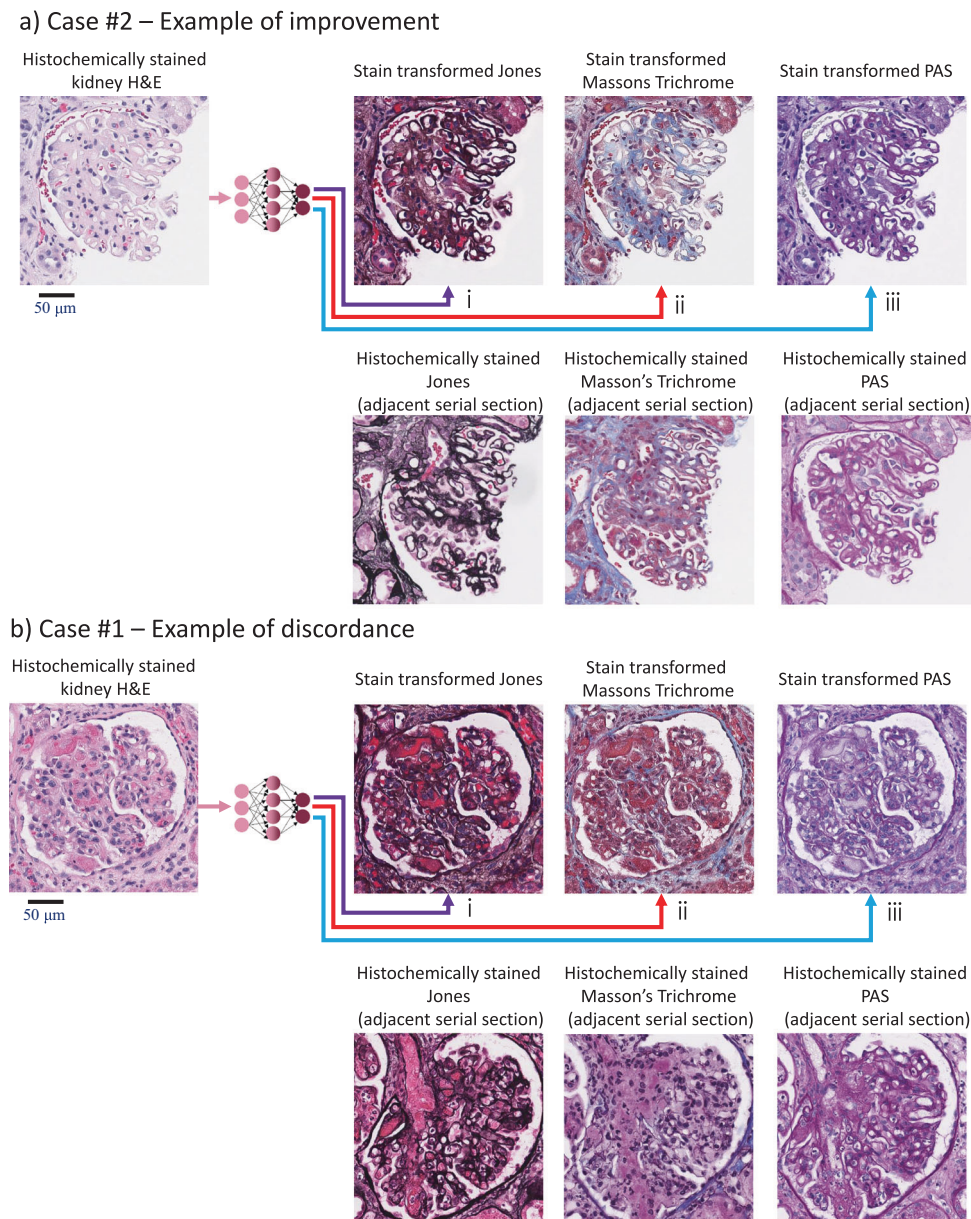 a) Case #2 – Example of improvement
Histochemically stained
kidney H&E
Stain transformed Jones
Stain transformed
Massons Trichrome
Stain transformed PAS
50 μm
i
ii
iii
Histochemically stained
Jones
(adjacent serial section)
Histochemically stained
Masson's Trichrome
(adjacent serial section)
Histochemically stained
PAS
(adjacent serial section)
b) Case #1 – Example of discordance
Histochemically stained
kidney H&E
Stain transformed Jones
Stain transformed
Massons Trichrome
Stain transformed PAS
50 μm
i
ii
iii
Histochemically stained
Jones
(adjacent serial section)
Histochemically stained
Masson's Trichrome
(adjacent serial section)
Histochemically stained
PAS
(adjacent serial section)